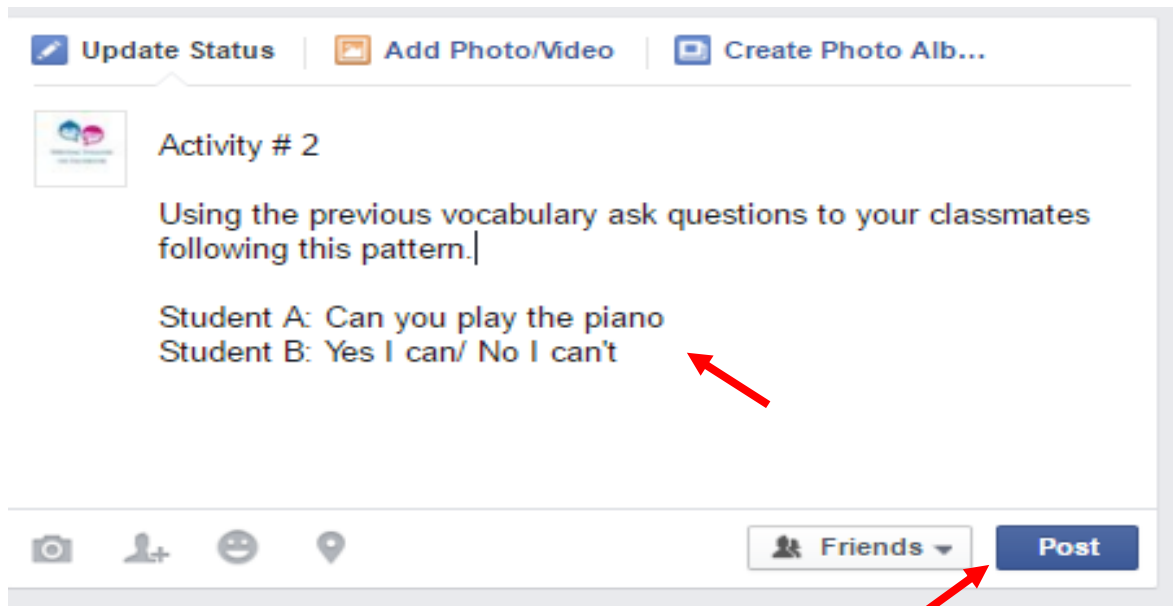 Update Status
Add Photo/Video
Create Photo Alb...
Activity # 2
Using the previous vocabulary ask questions to your classmates
following this pattern.
Student A: Can you play the piano
Student B: Yes I can/ No I can't
Friends
Post